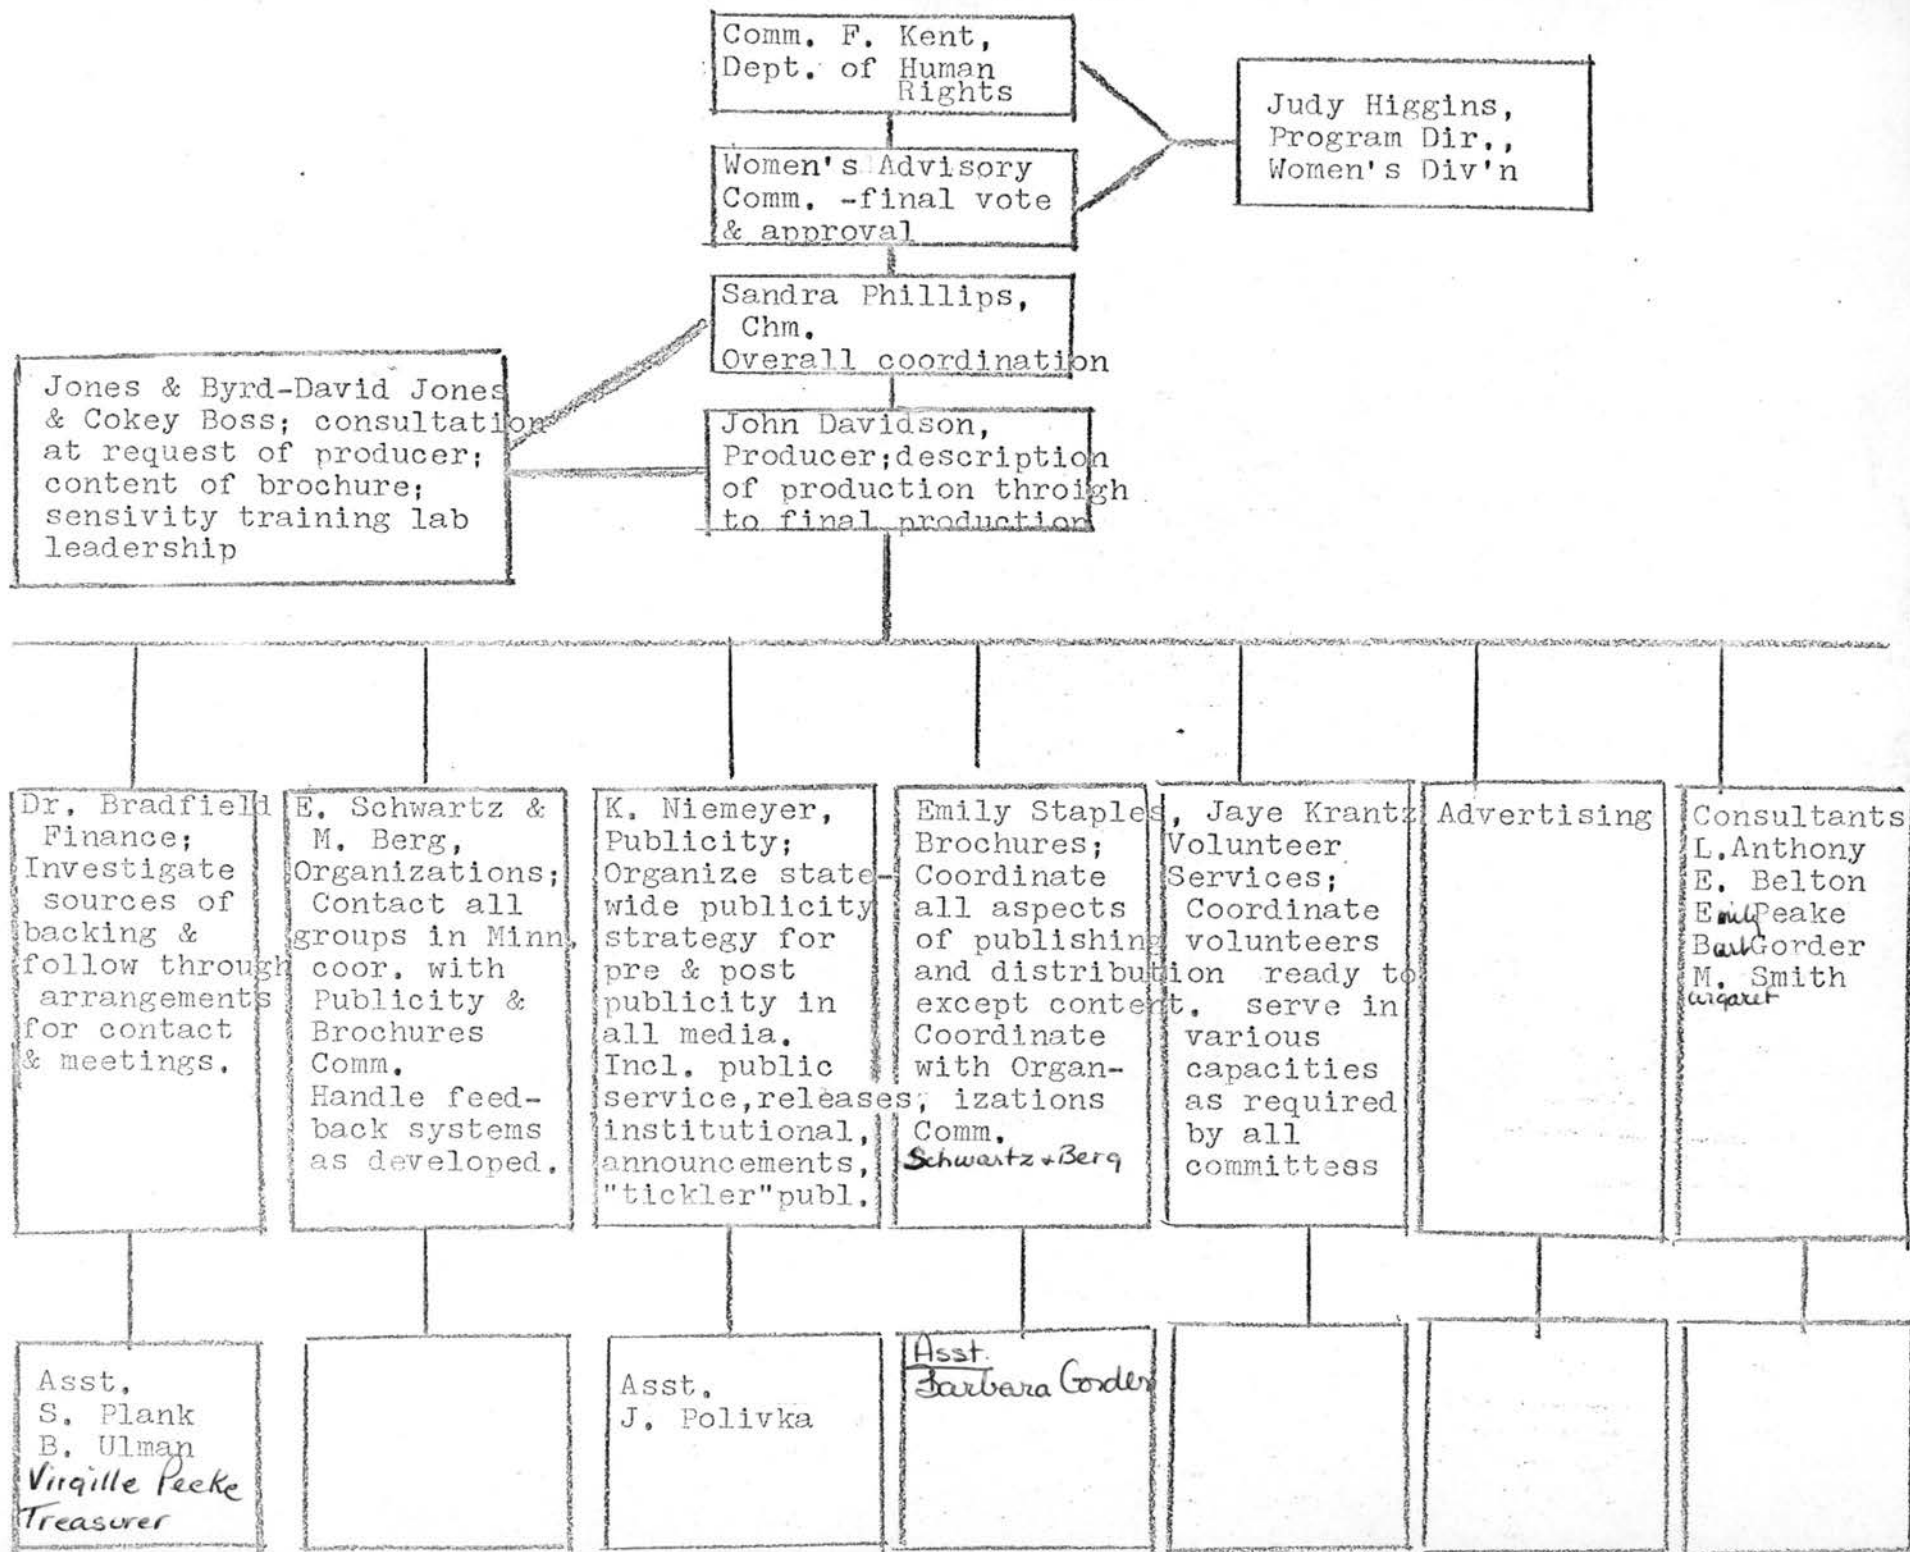 Comm. F. Kent,
Dept. of Human
Rights
Judy Higgins,
Program Dir.,,
Women's Div'n
Women's Advisory
Comm. -final vote
& approval
Sandra Phillips,
Chm.
Overall coordination
Jones & Byrd-David Jones
& Cokey Boss; consultation
at request of producer;
content of brochure;
sensivity training lab
leadership
John Davidson,
Producer;description
of production throigh
to final production
Dr. Bradfield
Finance;
Investigate
sources of
backing &
follow through
arrangements
for contact
& meetings.
E. Schwartz &
M. Berg,
Organizations;
Contact all
groups in Minn.
coor. with
Publicity &
Brochures
Comm.
Handle feed-
back systems
as developed.
K. Niemeyer,
Publicity;
Organize state-
wide publicity
strategy for
pre & post
publicity in
all media.
Incl. public
service,releases,
institutional,
announcements,
"tickler"publ.
Emily Staples,
Brochures;
Coordinate
all aspects
of publishing
and distribution
except content.
Coordinate
with Organ-
izations
Comm.
Schwartz & Berg
Jaye Krantz
Volunteer
Services;
Coordinate
volunteers
ready to
serve in
various
capacities
as required
by all
committees
Advertising
Consultants
L.Anthony
E. Belton
Emily Peake
Barb Gorder
M. Smith
argaret
Asst.
S. Plank
B. Ulman
Virgille Peeke
Treasurer
Asst.
J. Polivka
Asst.
Barbara Gorder